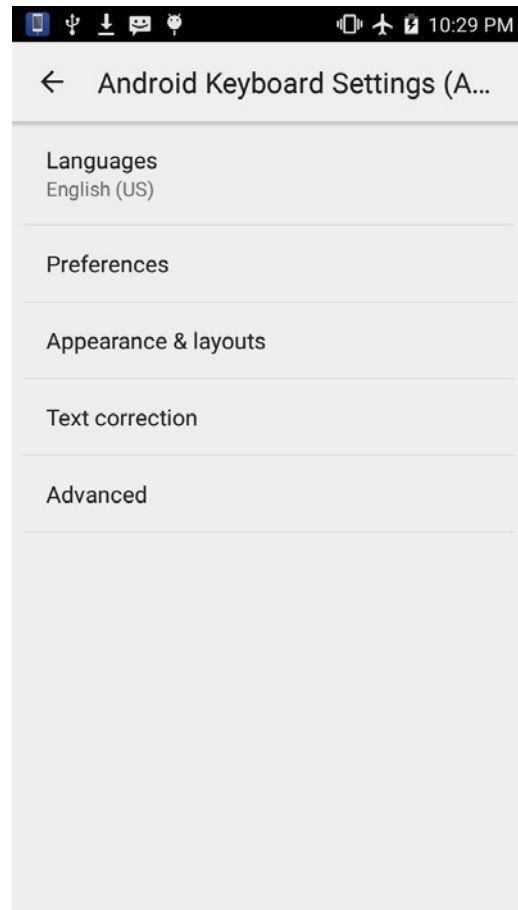 10:29 PM
Android Keyboard Settings (A...
Languages
English (US)
Preferences
Appearance & layouts
Text correction
Advanced